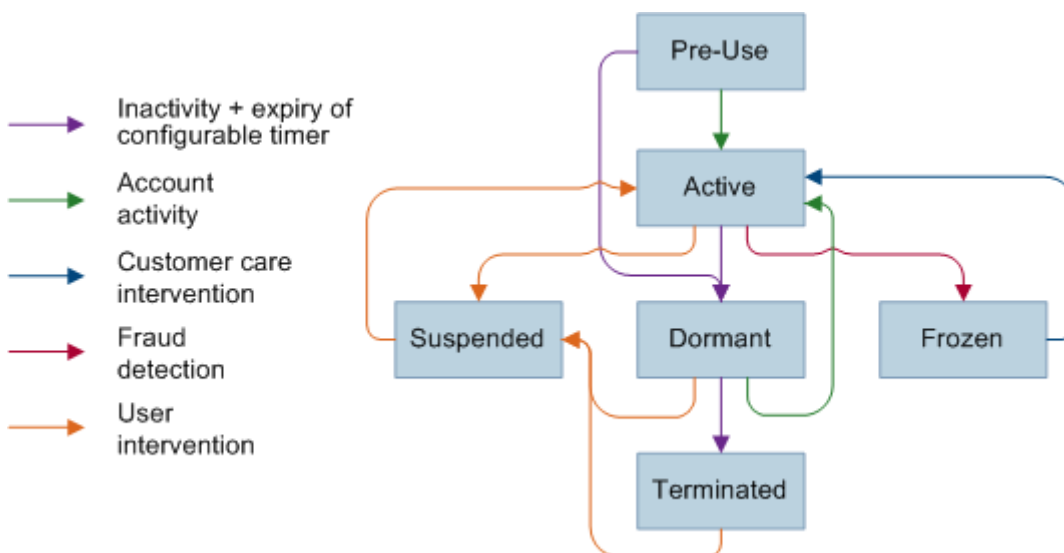 Pre-Use
Inactivity + expiry of
configurable timer
Account
activity
Active
Customer care
intervention
Suspended
Dormant
Frozen
Fraud
detection
User
intervention
Terminated